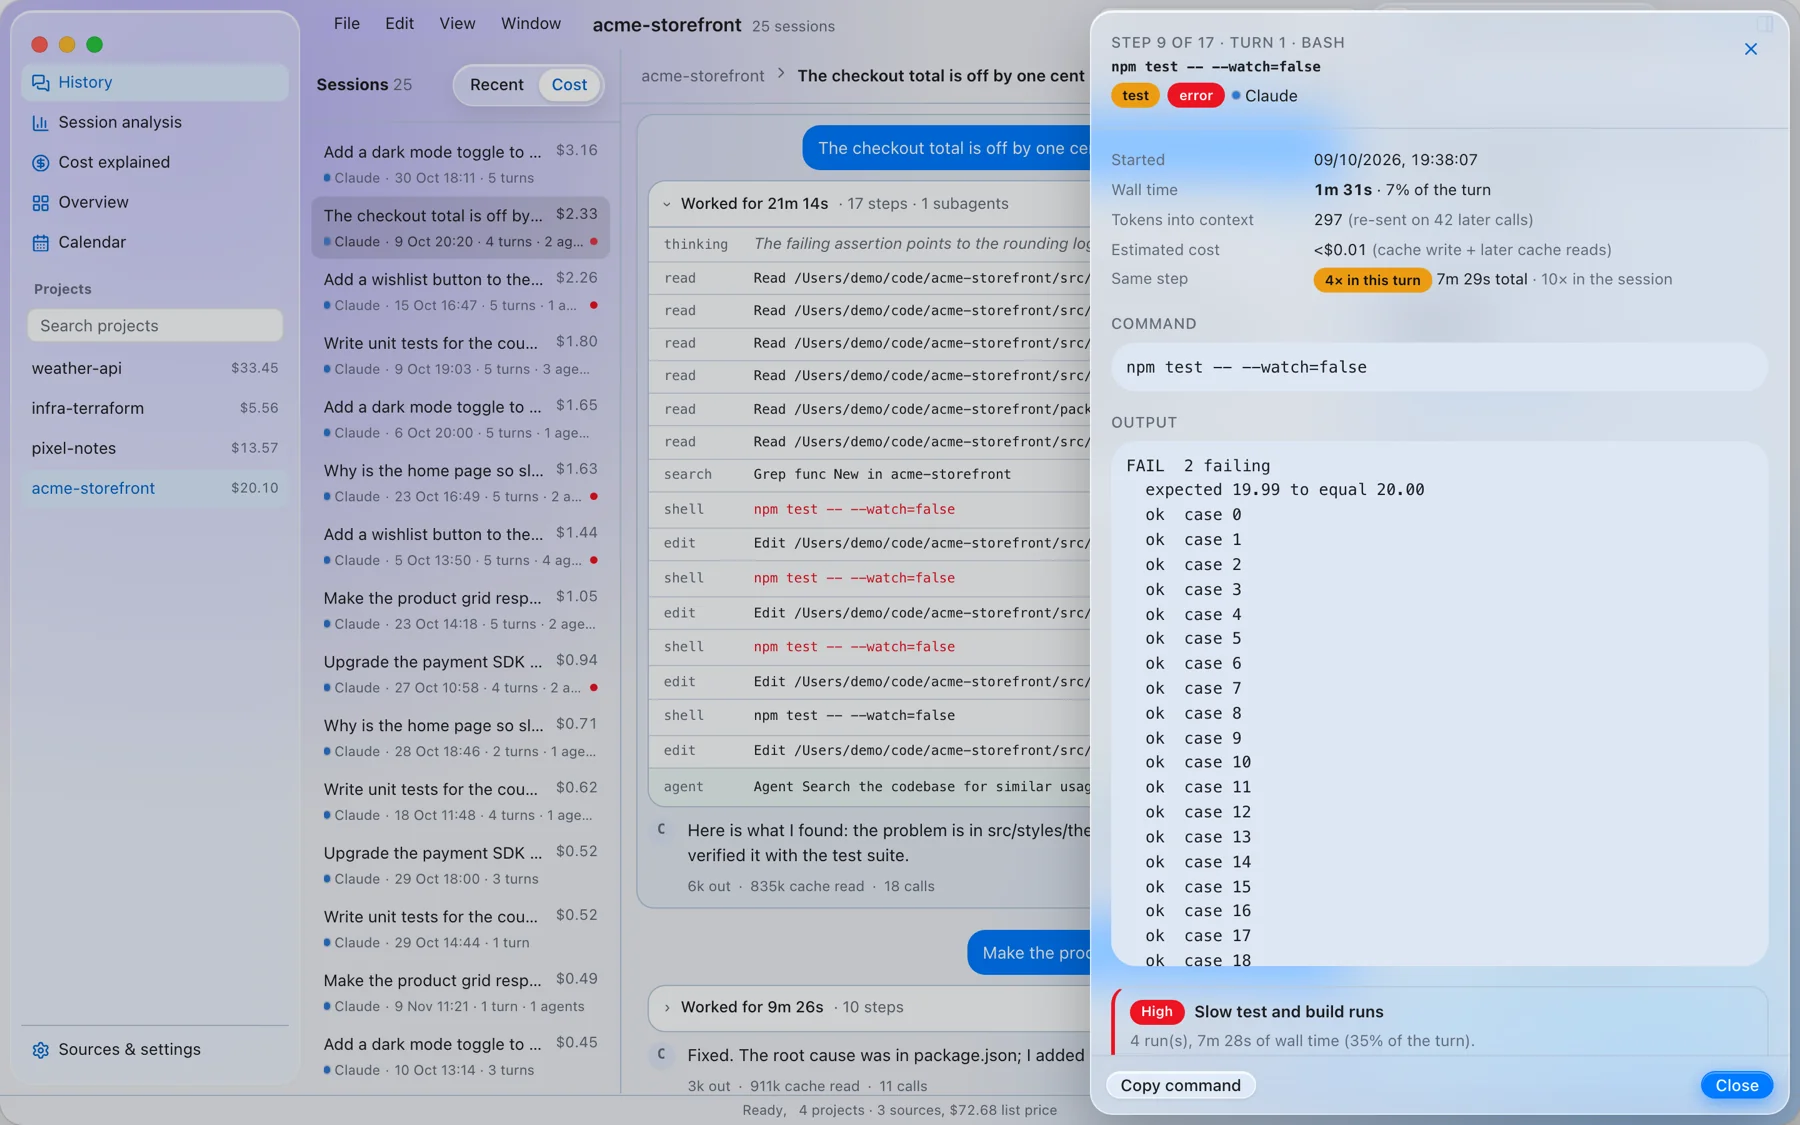 File Edit View Window acme-storefront 25 sessions
History
Session analysis
Cost explained
Overview
Calendar
Projects
Search projects
weather-api $33.45
infra-terraform $5.56
pixel-notes $13.57
acme-storefront $20.10
Sources & settings
Sessions 25 Recent Cost
Add a dark mode toggle to ... $3.16
Claude · 30 Oct 18:11 · 5 turns
The checkout total is off by... $2.33
Claude · 9 Oct 20:20 · 4 turns · 2 ag...
Add a wishlist button to the... $2.26
Claude · 15 Oct 16:47 · 5 turns · 1 a...
Write unit tests for the cou... $1.80
Claude · 9 Oct 19:03 · 5 turns · 3 age...
Add a dark mode toggle to ... $1.65
Claude · 6 Oct 20:00 · 5 turns · 1 age...
Why is the home page so sl... $1.63
Claude · 23 Oct 16:49 · 5 turns · 2 a...
Add a wishlist button to the... $1.44
Claude · 5 Oct 13:50 · 5 turns · 4 ag...
Make the product grid resp... $1.05
Claude · 23 Oct 14:18 · 5 turns · 2 age...
Upgrade the payment SDK ... $0.94
Claude · 27 Oct 10:58 · 4 turns · 2 a...
Why is the home page so sl... $0.71
Claude · 28 Oct 18:46 · 2 turns · 1 age...
Write unit tests for the cou... $0.62
Claude · 18 Oct 11:48 · 4 turns · 1 age...
Upgrade the payment SDK ... $0.52
Claude · 29 Oct 18:00 · 3 turns
Write unit tests for the cou... $0.52
Claude · 29 Oct 14:44 · 1 turn
Make the product grid resp... $0.49
Claude · 9 Nov 11:21 · 1 turn · 1 agents
Add a dark mode toggle to ... $0.45
Claude · 10 Oct 13:14 · 3 turns
acme-storefront > The checkout total is off by one cent
The checkout total is off by one ce
Worked for 21m 14s · 17 steps · 1 subagents
thinking The failing assertion points to the rounding log
read Read /Users/demo/code/acme-storefront/src/
read Read /Users/demo/code/acme-storefront/src/
read Read /Users/demo/code/acme-storefront/src/
read Read /Users/demo/code/acme-storefront/src/
read Read /Users/demo/code/acme-storefront/pack
read Read /Users/demo/code/acme-storefront/src/
search Grep func New in acme-storefront
shell npm test -- --watch=false
edit Edit /Users/demo/code/acme-storefront/src/
shell npm test -- --watch=false
edit Edit /Users/demo/code/acme-storefront/src/
shell npm test -- --watch=false
edit Edit /Users/demo/code/acme-storefront/src/
shell npm test -- --watch=false
edit Edit /Users/demo/code/acme-storefront/src/
agent Agent Search the codebase for similar usag
C Here is what I found: the problem is in src/styles/the
verified it with the test suite.
6k out · 835k cache read · 18 calls
Make the prod
Worked for 9m 26s · 10 steps
C Fixed. The root cause was in package.json; I added
3k out · 911k cache read · 11 calls
Ready, 4 projects · 3 sources, $72.68 list price
STEP 9 OF 17 · TURN 1 · BASH
npm test -- --watch=false
test error Claude
Started 09/10/2026, 19:38:07
Wall time 1m 31s · 7% of the turn
Tokens into context 297 (re-sent on 42 later calls)
Estimated cost <$0.01 (cache write + later cache reads)
Same step 4× in this turn 7m 29s total · 10× in the session
COMMAND
npm test -- --watch=false
OUTPUT
FAIL 2 failing
expected 19.99 to equal 20.00
ok case 0
ok case 1
ok case 2
ok case 3
ok case 4
ok case 5
ok case 6
ok case 7
ok case 8
ok case 9
ok case 10
ok case 11
ok case 12
ok case 13
ok case 14
ok case 15
ok case 16
ok case 17
ok case 18
High Slow test and build runs
4 run(s), 7m 28s of wall time (35% of the turn).
Copy command Close